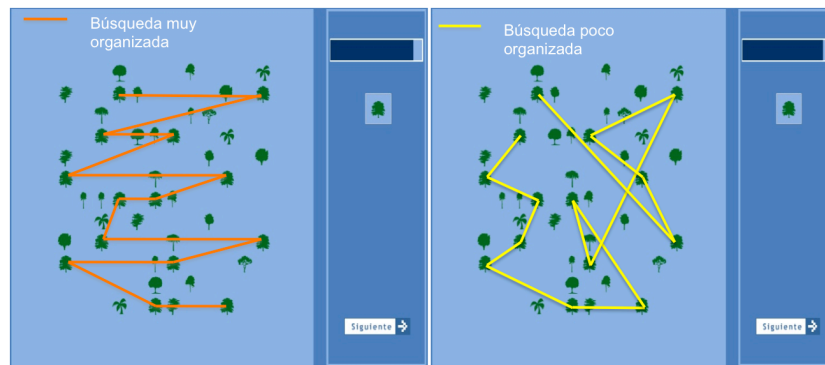 Búsqueda muy
organizada
Siguiente
Búsqueda poco
organizada
Siguiente